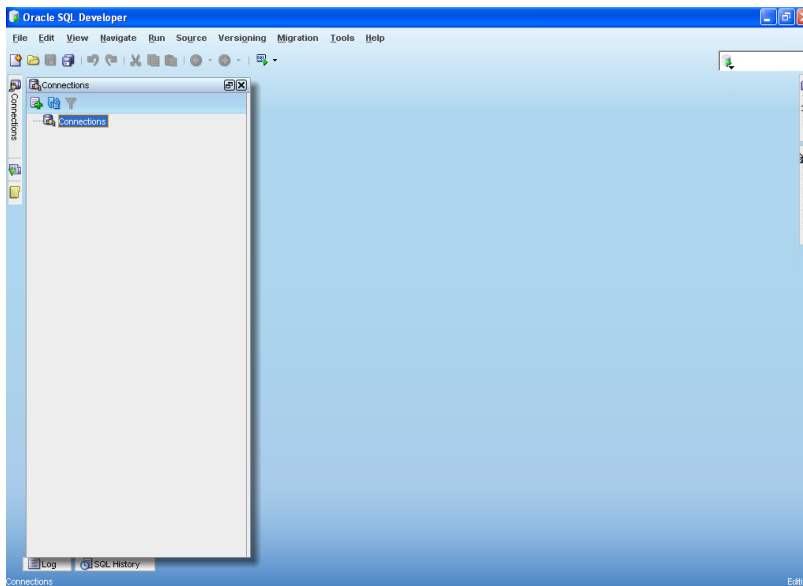 Oracle SQL Developer
File Edit View Navigate Run Source Versioning Migration Tools Help
Connections
Connections
Connections
Log SQL History
Connections
Editi